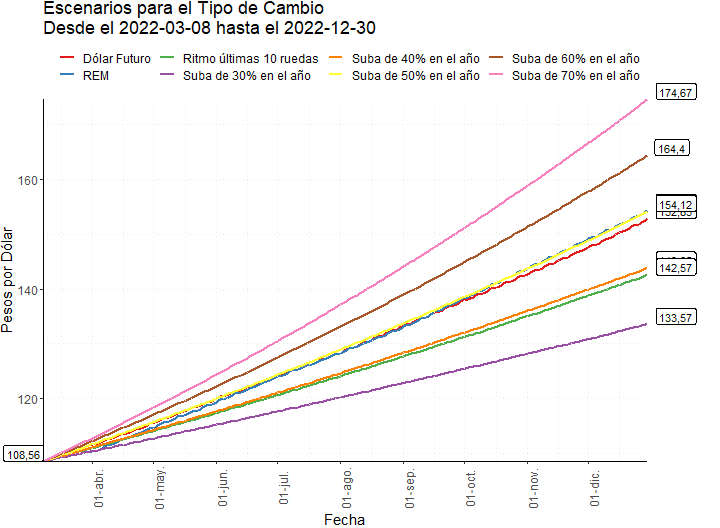 Escenarios para el Tipo de Cambio
Desde el 2022-03-08 hasta el 2022-12-30
Dólar Futuro
Ritmo últimas 10 ruedas
Suba de 40% en el año
Suba de 60% en el año
REM
Suba de 30% en el año
Suba de 50% en el año
Suba de 70% en el año
174,67
164,4
154,12
142,57
133,57
108,56
160
140
120
Pesos por Dólar
01-abr.
01-may.
01-jun.
01-jul.
01-ago.
01-sep.
01-oct.
01-nov.
01-dic.
Fecha